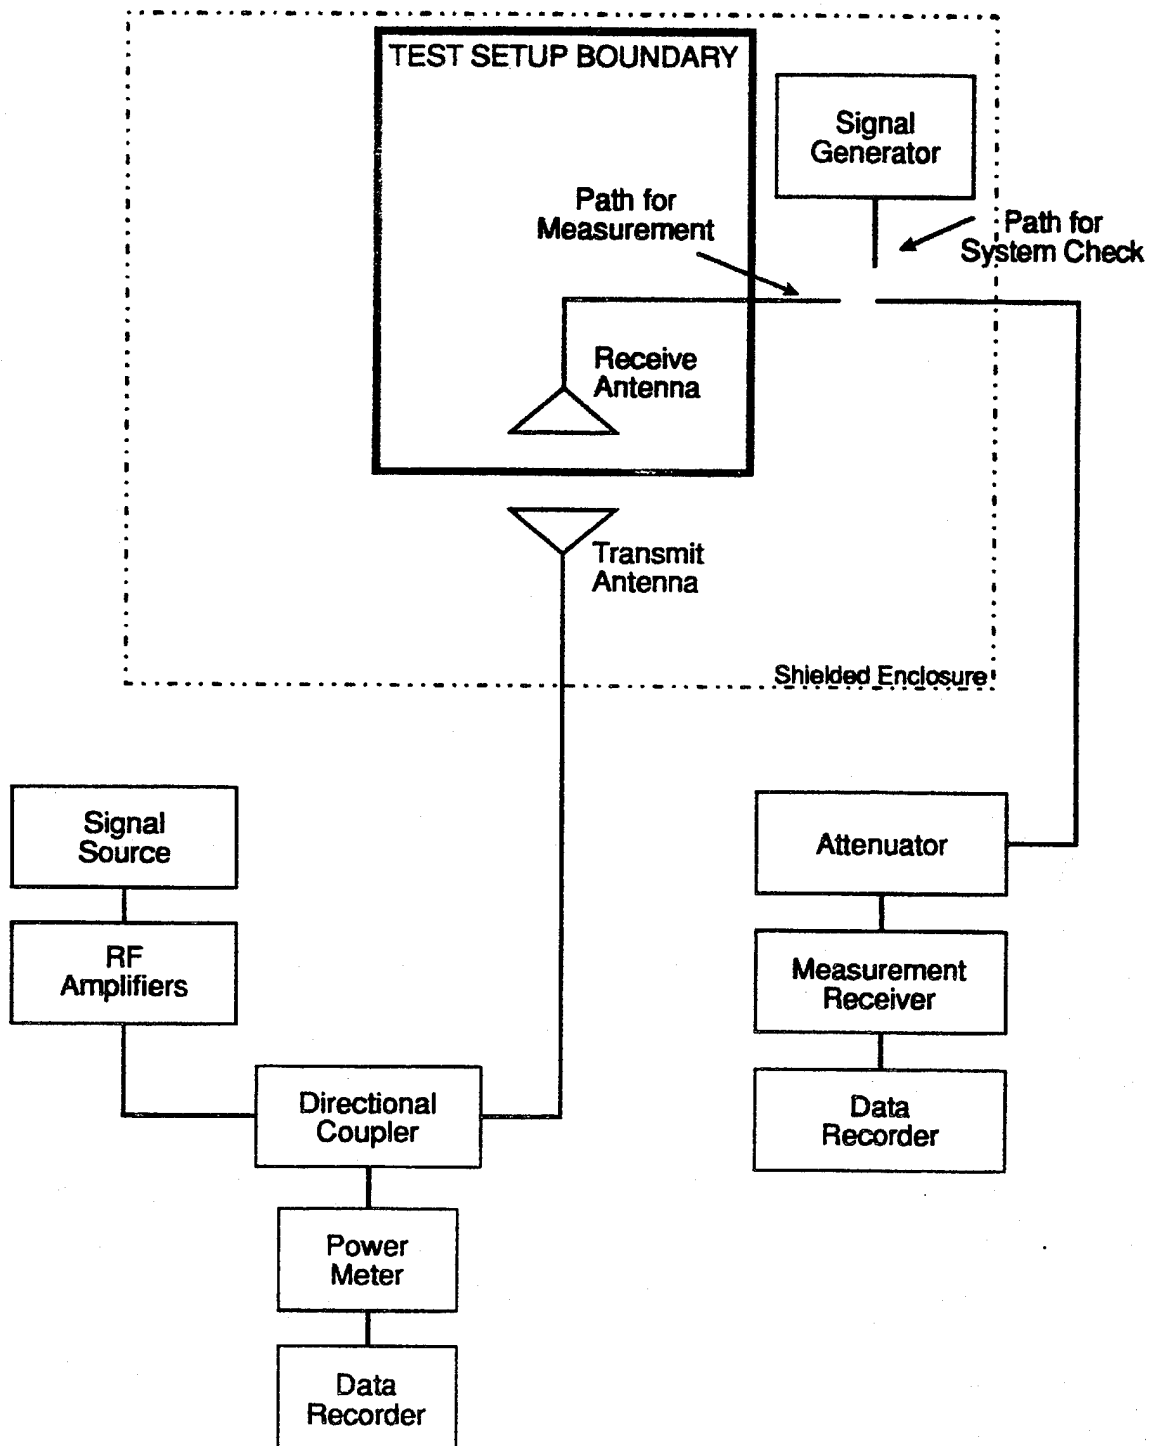 TEST SETUP BOUNDARY
Signal
Generator
Path for
Measurement
Path for
System Check
Receive
Antenna
Transmit
Antenna
Shielded Enclosure
Signal
Source
RF
Amplifiers
Directional
Coupler
Power
Meter
Data
Recorder
Attenuator
Measurement
Receiver
Data
Recorder